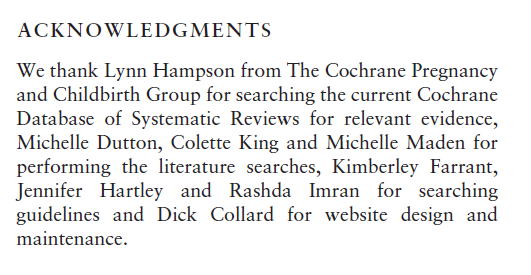 ACKNOWLEDGMENTS
We thank Lynn Hampson from The Cochrane Pregnancy
and Childbirth Group for searching the current Cochrane
Database of Systematic Reviews for relevant evidence,
Michelle Dutton, Colette King and Michelle Maden for
performing the literature searches, Kimberley Farrant,
Jennifer Hartley and Rashda Imran for searching
guidelines and Dick Collard for website design and
maintenance.